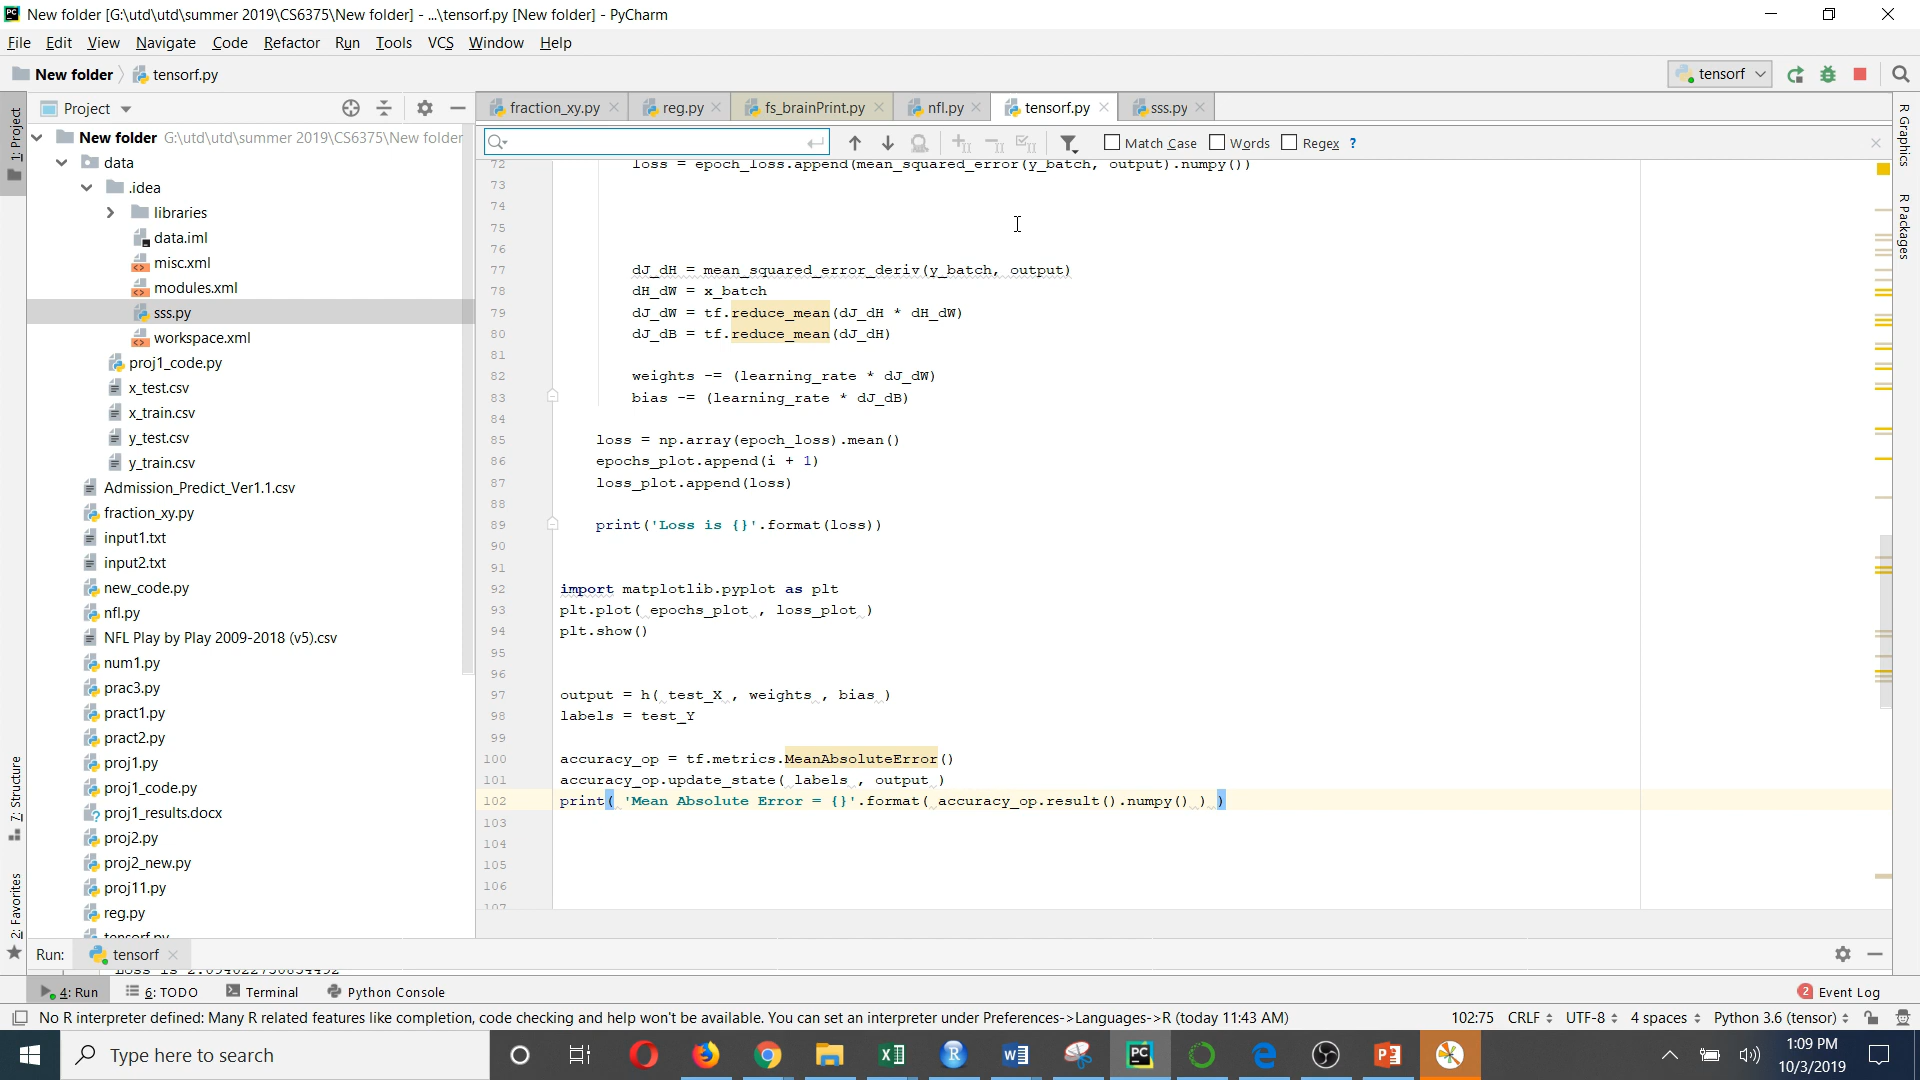 New folder [G:\utd\utd\summer 2019\CS6375\New folder] - ...\tensorf.py [New folder] - PyCharm
File Edit View Navigate Code Refactor Run Tools VCS Window Help
New folder tensorf.py tensorf
Project
fraction_xy.py reg.py fs_brainPrint.py nfl.py tensorf.py sss.py
Match Case Words Regex ?
1: Project
7: Structure
2: Favorites
R Graphics
R Packages
New folder G:\utd\utd\summer 2019\CS6375\New folder
data
.idea
libraries
data.iml
misc.xml
modules.xml
sss.py
workspace.xml
proj1_code.py
x_test.csv
x_train.csv
y_test.csv
y_train.csv
Admission_Predict_Ver1.1.csv
fraction_xy.py
input1.txt
input2.txt
new_code.py
nfl.py
NFL Play by Play 2009-2018 (v5).csv
num1.py
prac3.py
pract1.py
pract2.py
proj1.py
proj1_code.py
proj1_results.docx
proj2.py
proj2_new.py
proj11.py
reg.py
tensorf.py
72 loss = epoch_loss.append(mean_squared_error(y_batch, output).numpy())
73
74
75
76
77 dJ_dH = mean_squared_error_deriv(y_batch, output)
78 dH_dW = x_batch
79 dJ_dW = tf.reduce_mean(dJ_dH * dH_dW)
80 dJ_dB = tf.reduce_mean(dJ_dH)
81
82 weights -= (learning_rate * dJ_dW)
83 bias -= (learning_rate * dJ_dB)
84
85 loss = np.array(epoch_loss).mean()
86 epochs_plot.append(i + 1)
87 loss_plot.append(loss)
88
89 print('Loss is {}'.format(loss))
90
91
92 import matplotlib.pyplot as plt
93 plt.plot( epochs_plot , loss_plot )
94 plt.show()
95
96
97 output = h( test_X , weights , bias )
98 labels = test_Y
99
100 accuracy_op = tf.metrics.MeanAbsoluteError()
101 accuracy_op.update_state( labels , output )
102 print( 'Mean Absolute Error = {}'.format( accuracy_op.result().numpy() ) )
103
104
105
106
107
Run: tensorf
4: Run 6: TODO Terminal Python Console 2 Event Log
No R interpreter defined: Many R related features like completion, code checking and help won't be available. You can set an interpreter under Preferences->Languages->R (today 11:43 AM) 102:75 CRLF UTF-8 4 spaces Python 3.6 (tensor)
Type here to search
1:09 PM
10/3/2019